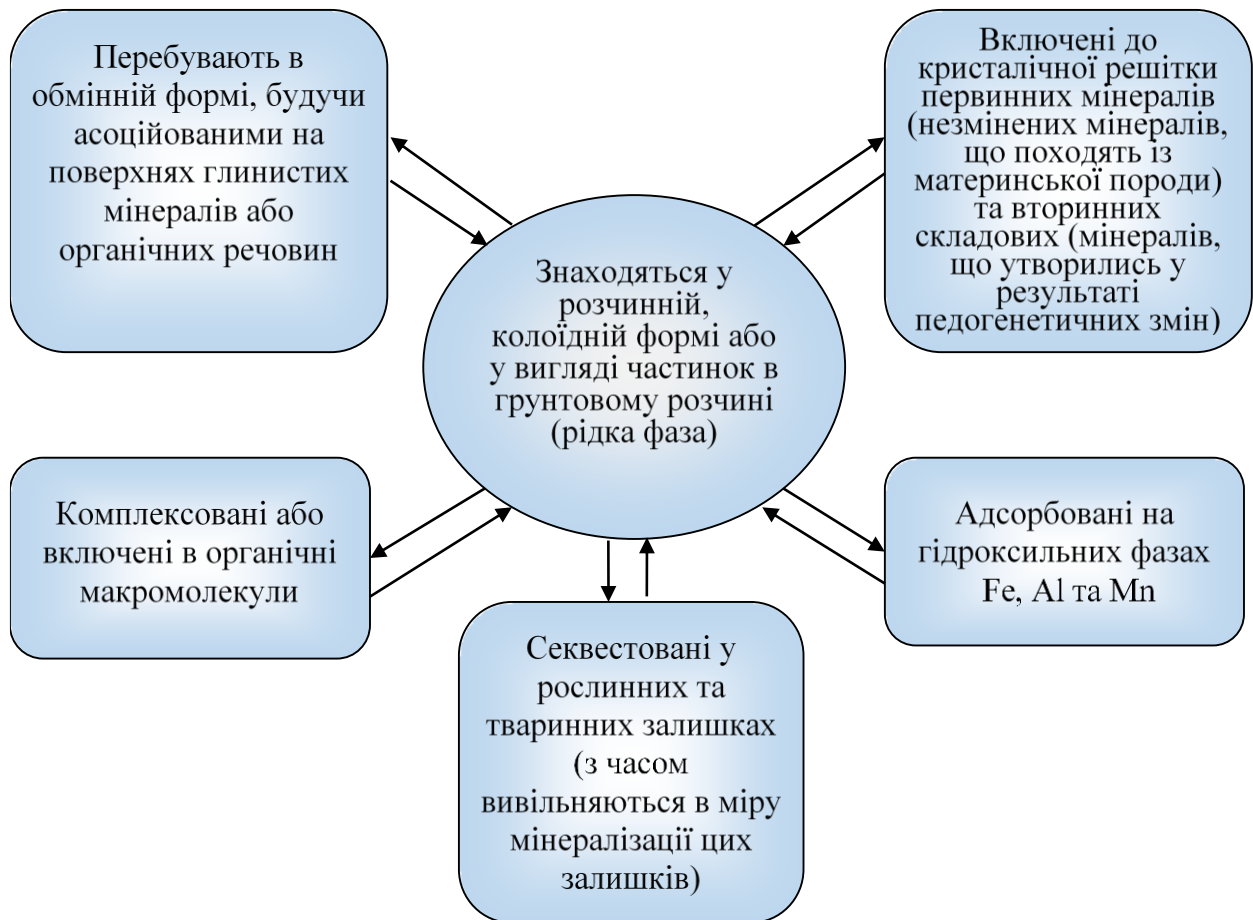 Перебувають в
обмінній формі, будучи
асоційованими на
поверхнях глинистих
мінералів або
органічних речовин
Включені до
кристалічної решітки
первинних мінералів
(незмінених мінералів,
що походять із
материнської породи)
та вторинних
складових (мінералів,
що утворились у
результаті
педогенетичних змін)
Знаходяться у
розчинній,
колоїдній формі або
у вигляді частинок в
грунтовому розчині
(рідка фаза)
Комплексовані або
включені в органічні
макромолекули
Адсорбовані на
гідроксильних фазах
Fe, Al та Mn
Секвестовані у
рослинних та
тваринних залишках
(з часом
вивільняються в міру
мінералізації цих
залишків)